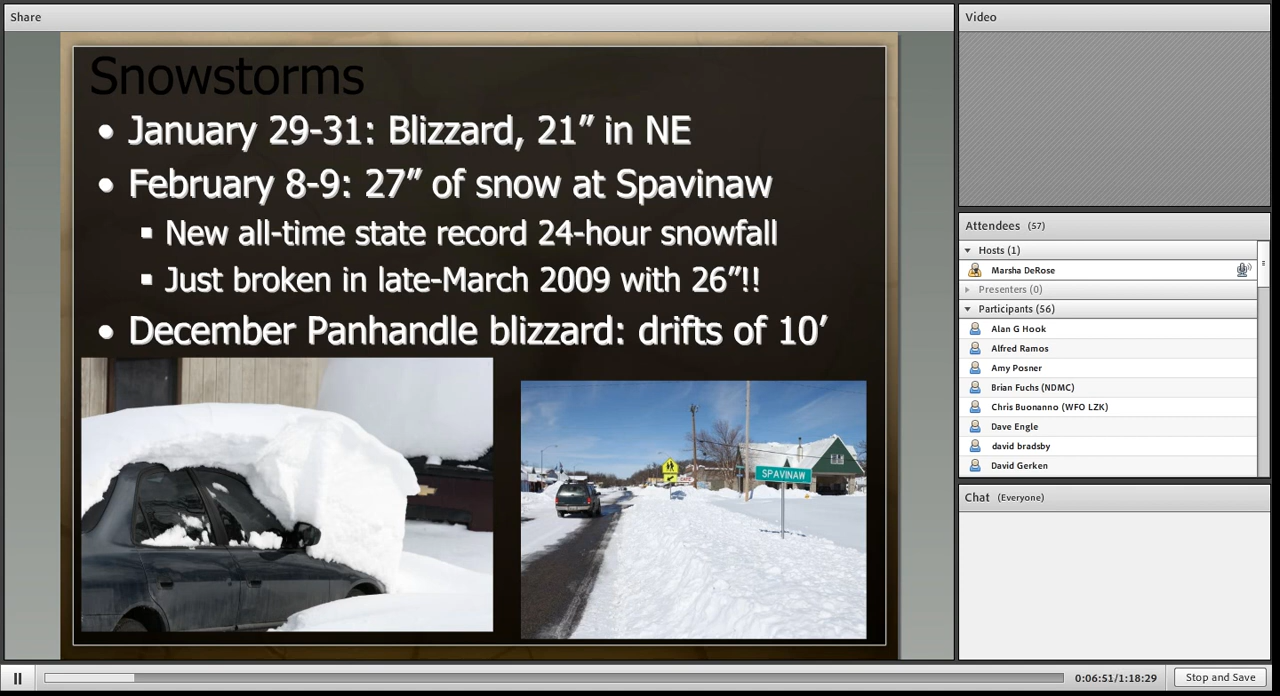 Share
Snowstorms
• January 29-31: Blizzard, 21” in NE
• February 8-9: 27” of snow at Spavinaw
▪ New all-time state record 24-hour snowfall
▪ Just broken in late-March 2009 with 26”!!
• December Panhandle blizzard: drifts of 10’
SPAVINAW
Video
Attendees (57)
Hosts (1)
Marsha DeRose
Presenters (0)
Participants (56)
Alan G Hook
Alfred Ramos
Amy Posner
Brian Fuchs (NDMC)
Chris Buonanno (WFO LZK)
Dave Engle
david bradsby
David Gerken
Chat (Everyone)
0:06:51/1:18:29
Stop and Save